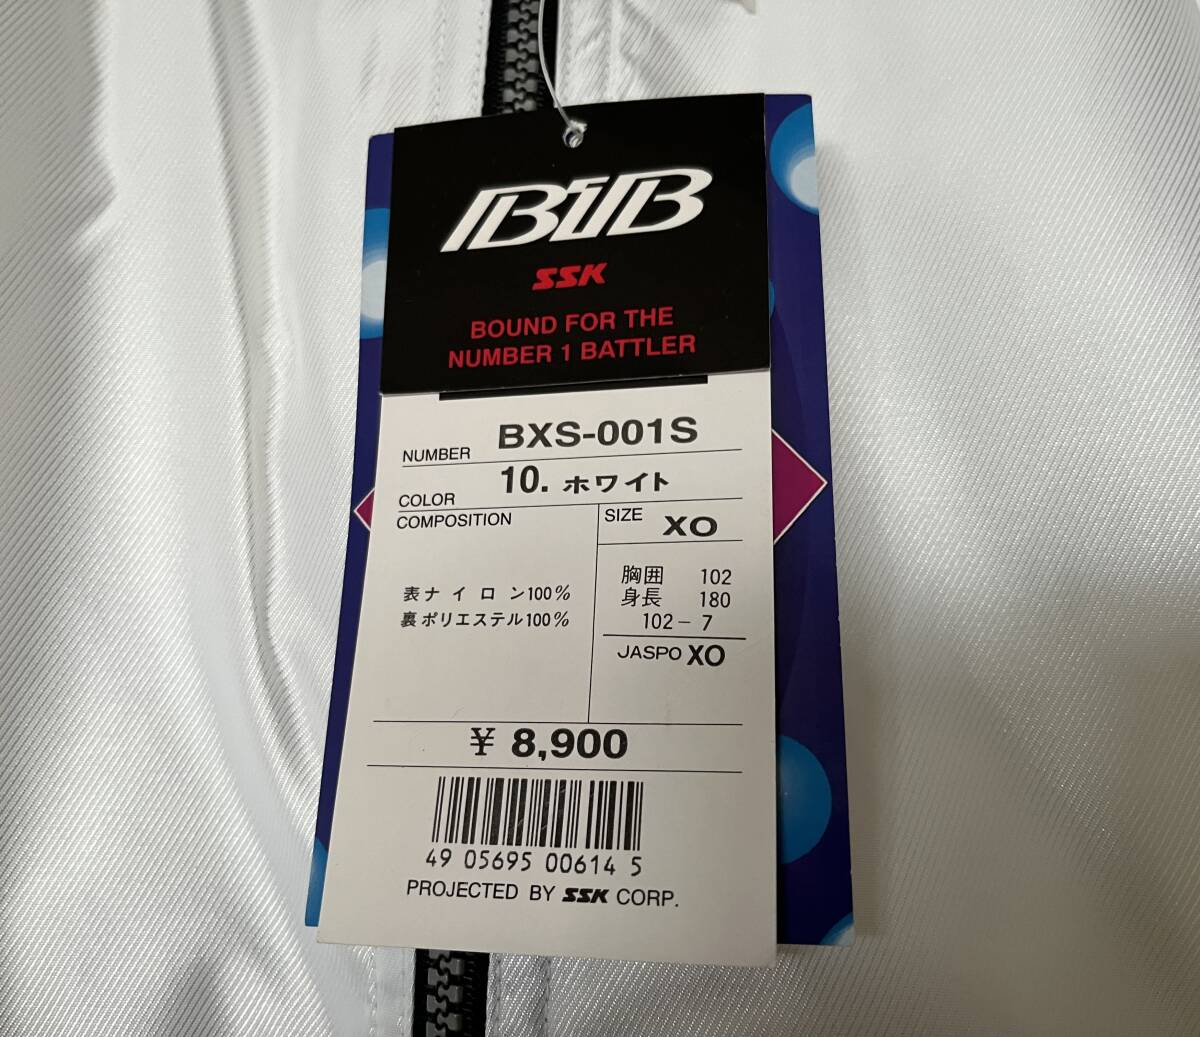 BIB
SSK
BOUND FOR THE
NUMBER 1 BATTLER
NUMBER BXS-001S
COLOR 10. ホワイト
COMPOSITION
表ナイロン100%
裏ポリエステル100%
SIZE XO
胸囲 102
身長 180
102-7
JASPO XO
¥ 8,900
49 05695 00614 5
PROJECTED BY SSK CORP.